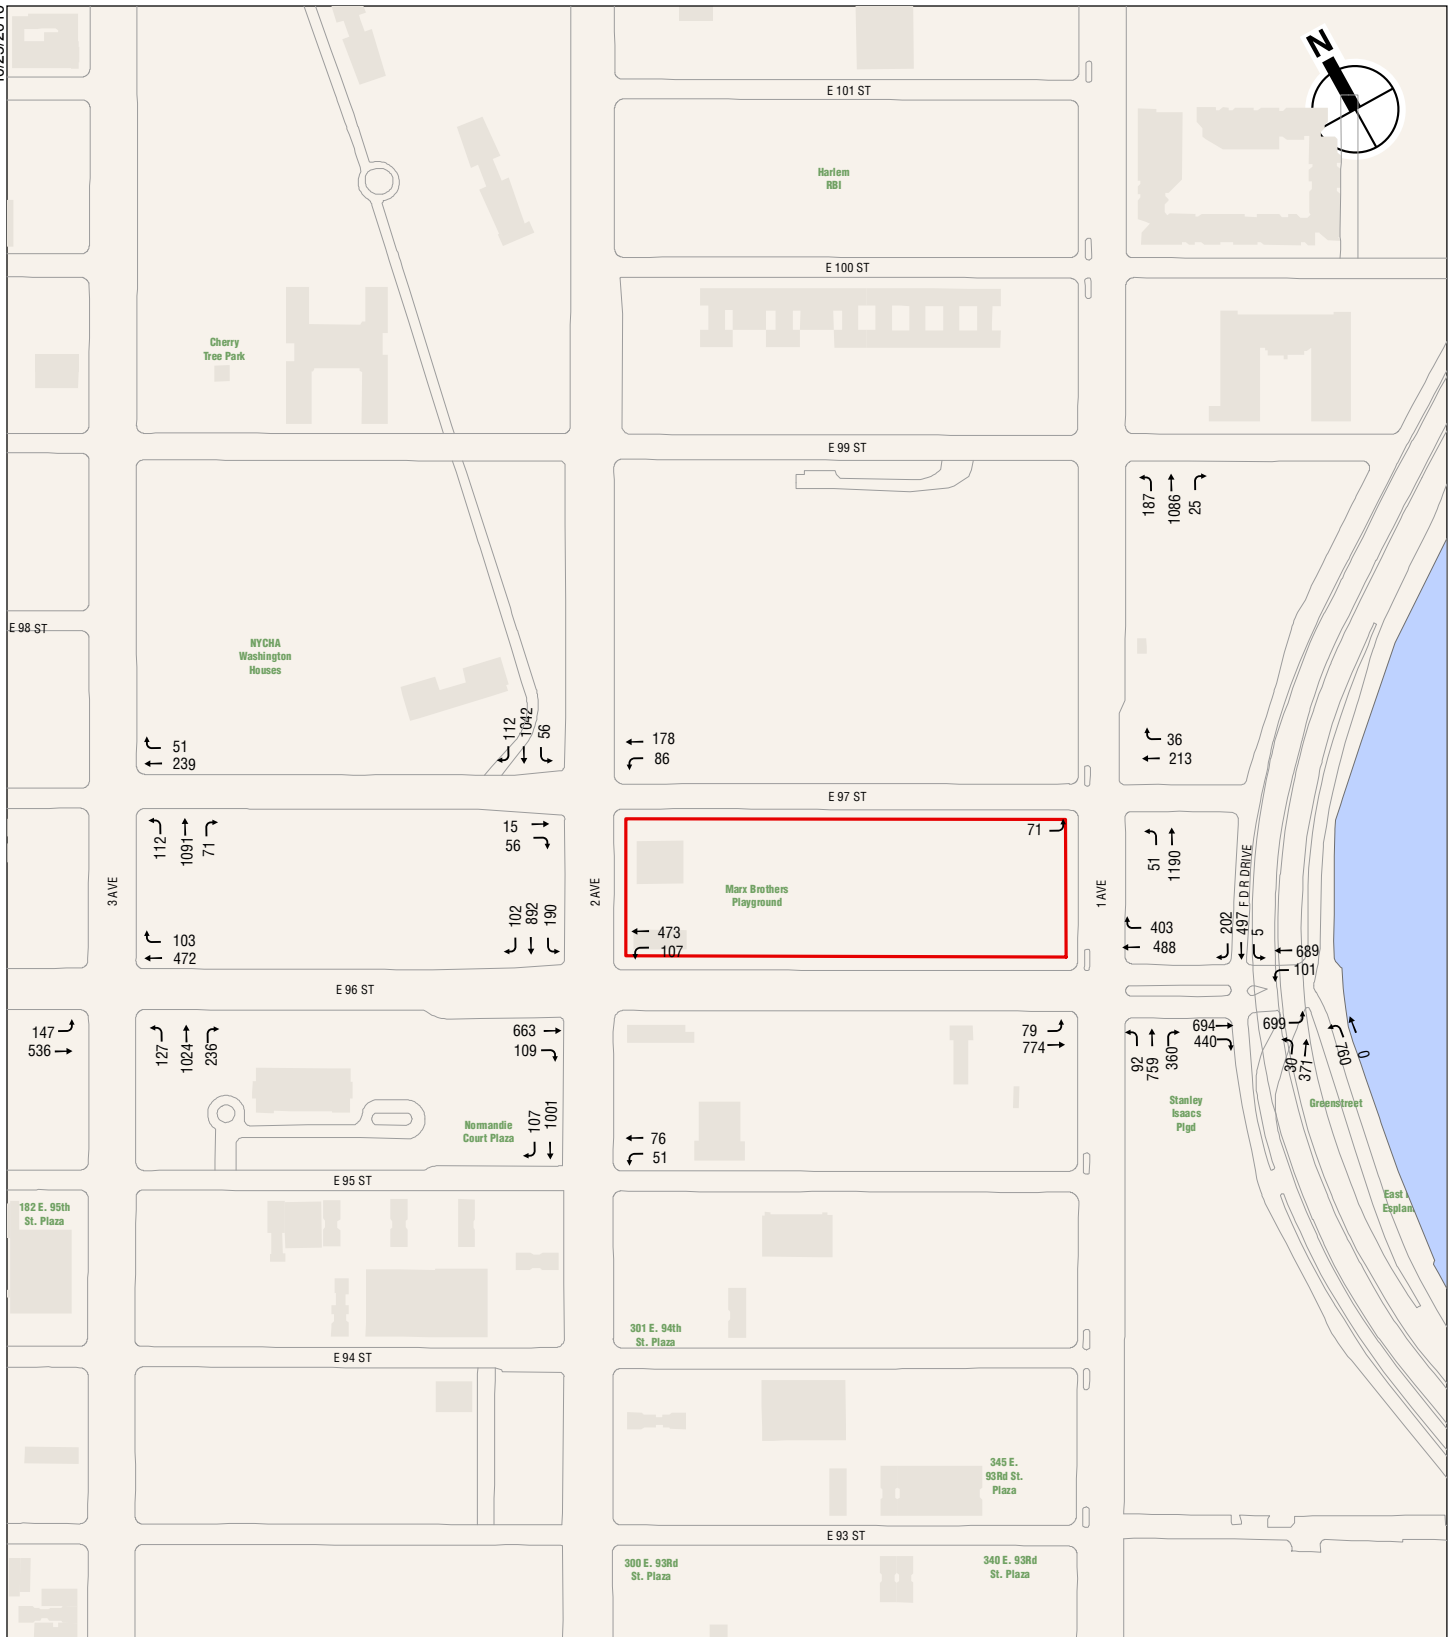 N
E 101 ST
Harlem
RBI
E 100 ST
Cherry
Tree Park
E 99 ST
187
1086
25
E 98 ST
NYCHA
Washington
Houses
112
1042
56
51
239
178
86
36
213
E 97 ST
112
1091
71
15
56
71
51
1190
3 AVE
2 AVE
Marx Brothers
Playground
1 AVE
F D R DRIVE
102
892
190
103
472
473
107
403
488
202
497
5
689
101
E 96 ST
147
536
127
1024
236
663
109
79
774
92
759
360
694
440
699
30
371
760
0
Stanley
Isaacs
Plgd
Greenstreet
Normandie
Court Plaza
107
1001
76
51
E 95 ST
182 E. 95th
St. Plaza
East
Esplan
301 E. 94th
St. Plaza
E 94 ST
345 E.
93Rd St.
Plaza
E 93 ST
300 E. 93Rd
St. Plaza
340 E. 93Rd
St. Plaza